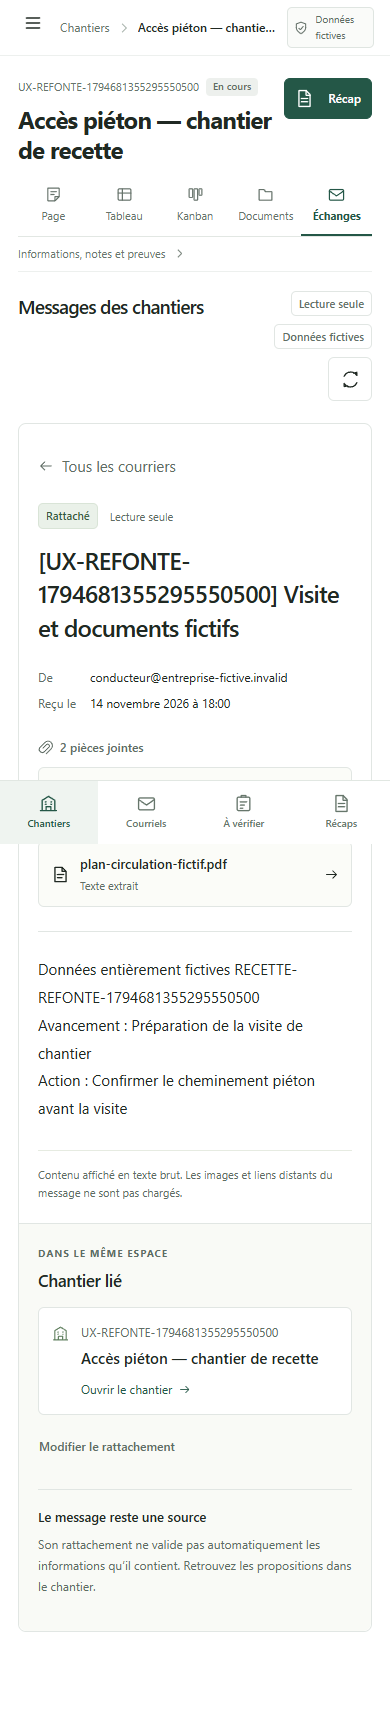 Chantiers
Accès piéton — chantie...
Données
fictives
UX-REFONTE-1794681355295550500
En cours
Accès piéton — chantier
de recette
Récap
Page
Tableau
Kanban
Documents
Échanges
Informations, notes et preuves
Messages des chantiers
Lecture seule
Données fictives
Tous les courriers
Rattaché
Lecture seule
[UX-REFONTE-
1794681355295550500] Visite
et documents fictifs
De
conducteur@entreprise-fictive.invalid
Reçu le
14 novembre 2026 à 18:00
2 pièces jointes
Chantiers
Courriels
À vérifier
Récaps
plan-circulation-fictif.pdf
Texte extrait
Données entièrement fictives RECETTE-
REFONTE-1794681355295550500
Avancement : Préparation de la visite de
chantier
Action : Confirmer le cheminement piéton
avant la visite
Contenu affiché en texte brut. Les images et liens distants du
message ne sont pas chargés.
DANS LE MÊME ESPACE
Chantier lié
UX-REFONTE-1794681355295550500
Accès piéton — chantier de recette
Ouvrir le chantier
Modifier le rattachement
Le message reste une source
Son rattachement ne valide pas automatiquement les
informations qu'il contient. Retrouvez les propositions dans
le chantier.